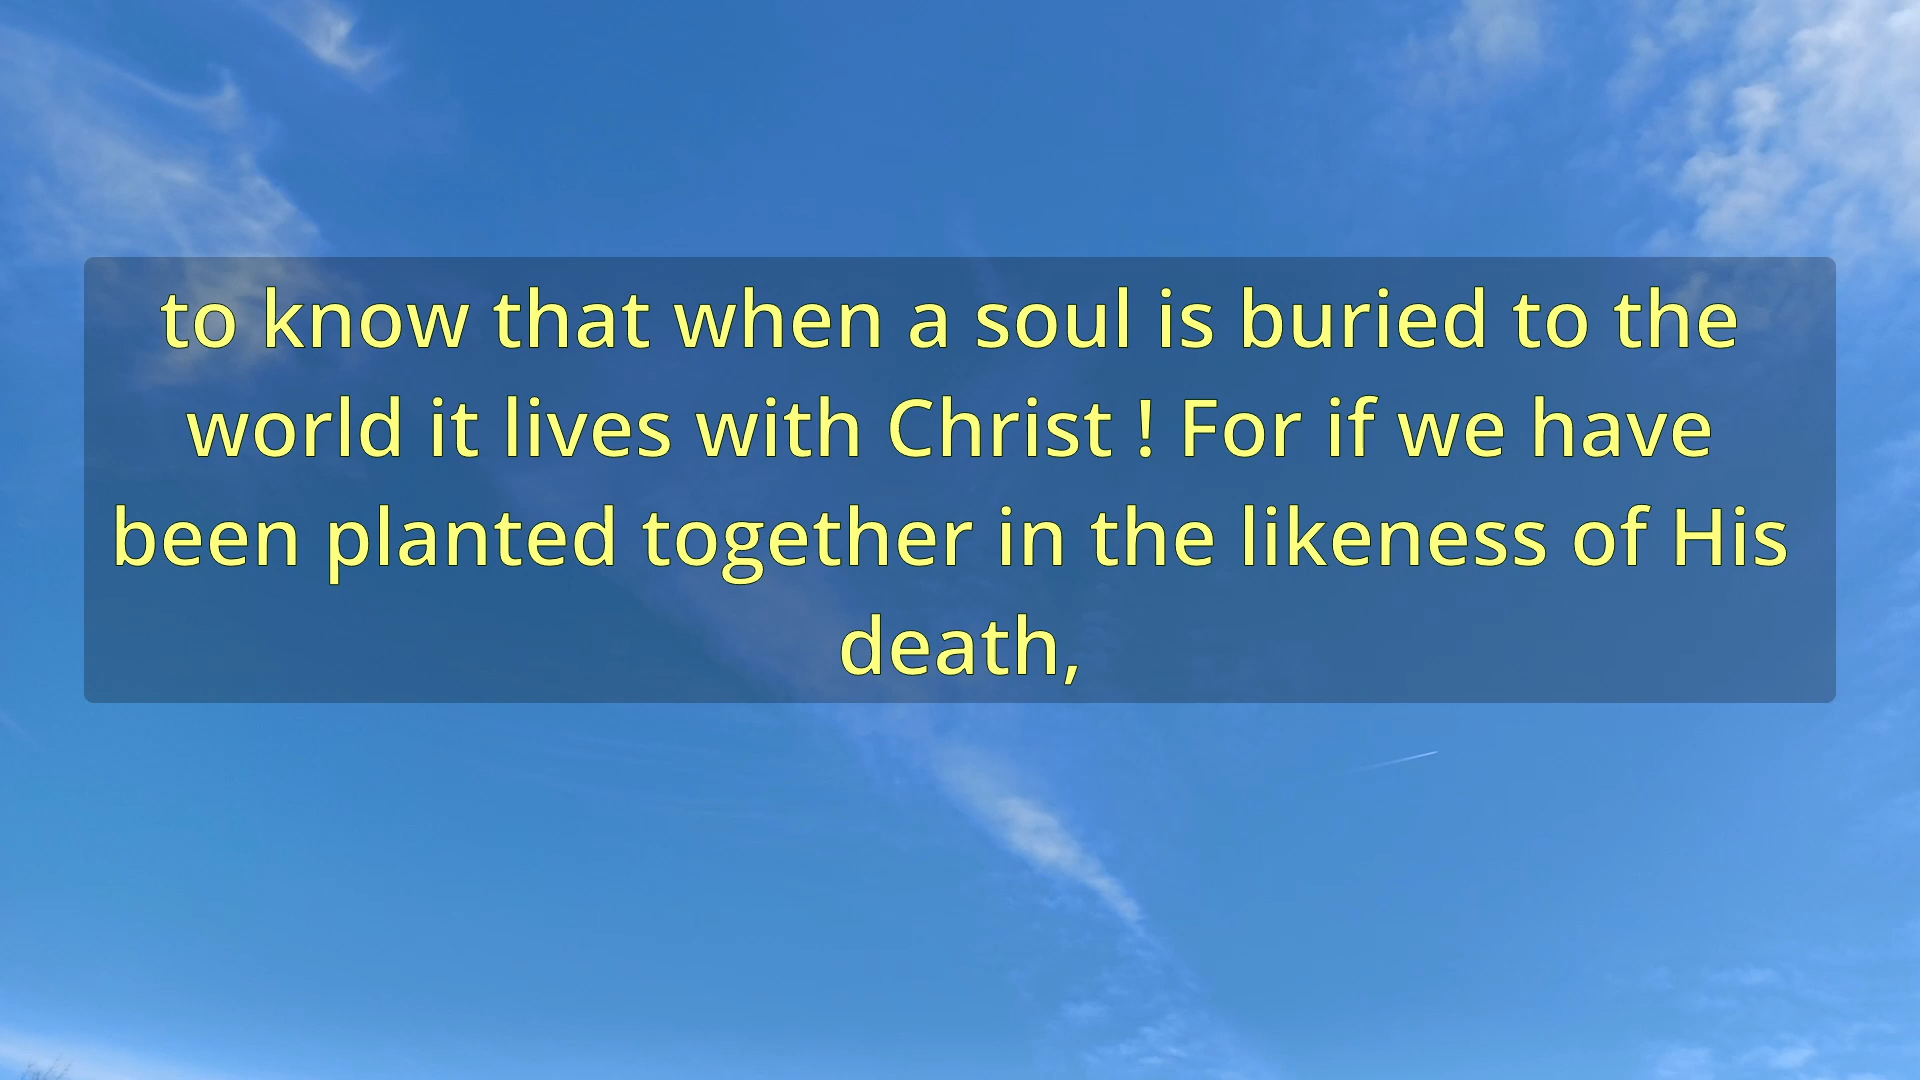 to know that when a soul is buried to the
world it lives with Christ ! For if we have
been planted together in the likeness of His
death,